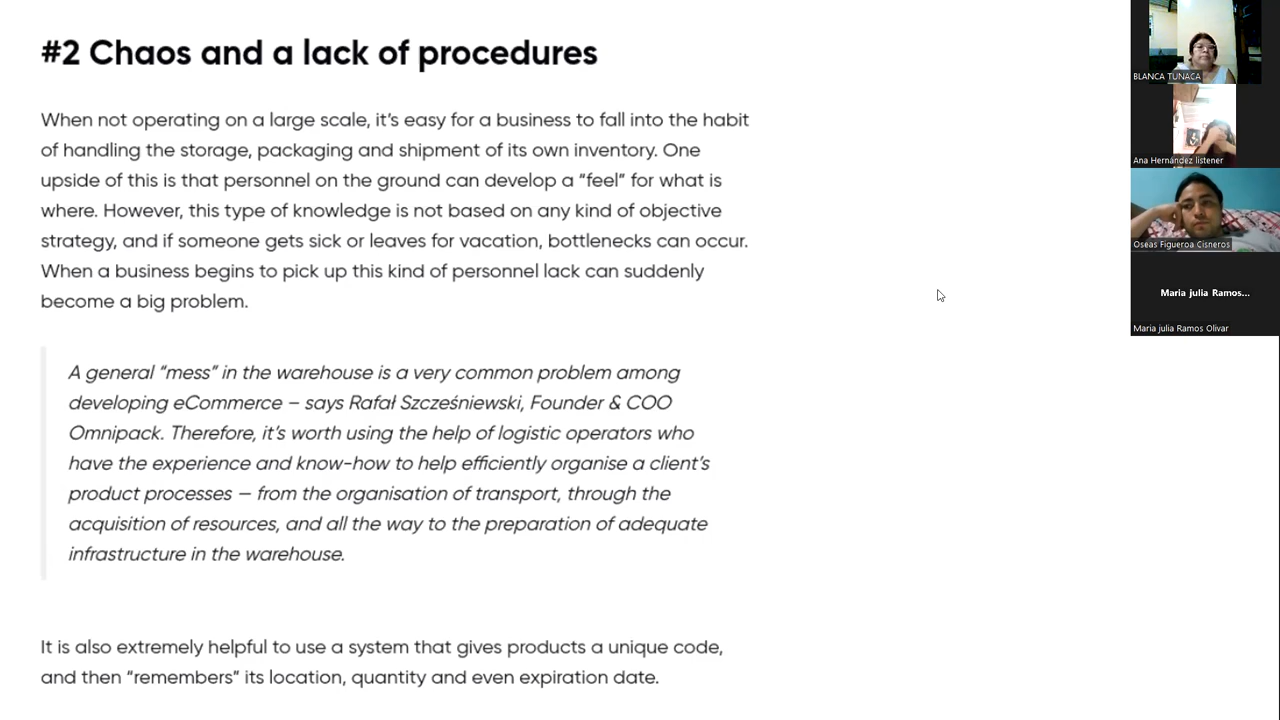 #2 Chaos and a lack of procedures
When not operating on a large scale, it's easy for a business to fall into the habit
of handling the storage, packaging and shipment of its own inventory. One
upside of this is that personnel on the ground can develop a “feel” for what is
where. However, this type of knowledge is not based on any kind of objective
strategy, and if someone gets sick or leaves for vacation, bottlenecks can occur.
When a business begins to pick up this kind of personnel lack can suddenly
become a big problem.
A general “mess” in the warehouse is a very common problem among
developing eCommerce – says Rafał Szcześniewski, Founder & COO
Omnipack. Therefore, it's worth using the help of logistic operators who
have the experience and know-how to help efficiently organise a client's
product processes – from the organisation of transport, through the
acquisition of resources, and all the way to the preparation of adequate
infrastructure in the warehouse.
It is also extremely helpful to use a system that gives products a unique code,
and then “remembers” its location, quantity and even expiration date.
BLANCA TUNACA
Ana Hernández listener
Oseas Figueroa Cisneros
Maria julia Ramos...
Maria julia Ramos Olivar